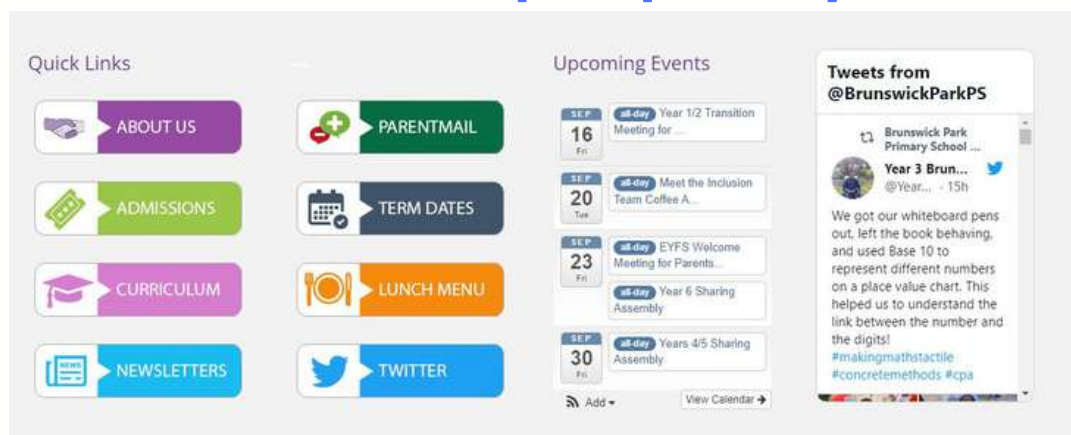 Quick Links
ABOUT US
ADMISSIONS
CURRICULUM
NEWS
NEWSLETTERS
PARENTMAIL
TERM DATES
LUNCH MENU
TWITTER
Upcoming Events
SEP
16
Fri
all-day Year 1/2 Transition
Meeting for ...
SEP
20
Tue
all-day Meet the Inclusion
Team Coffee A...
SEP
23
Fri
all-day EYFS Welcome
Meeting for Parents...
all-day Year 6 Sharing
Assembly
SEP
30
Fri
all-day Years 4/5 Sharing
Assembly
Add
View Calendar
Tweets from
@BrunswickParkPS
Brunswick Park
Primary School ...
Year 3 Brun...
@Year... · 15h
We got our whiteboard pens
out, left the book behaving,
and used Base 10 to
represent different numbers
on a place value chart. This
helped us to understand the
link between the number and
the digits!
#makingmathstactile
#concretemethods #cpa